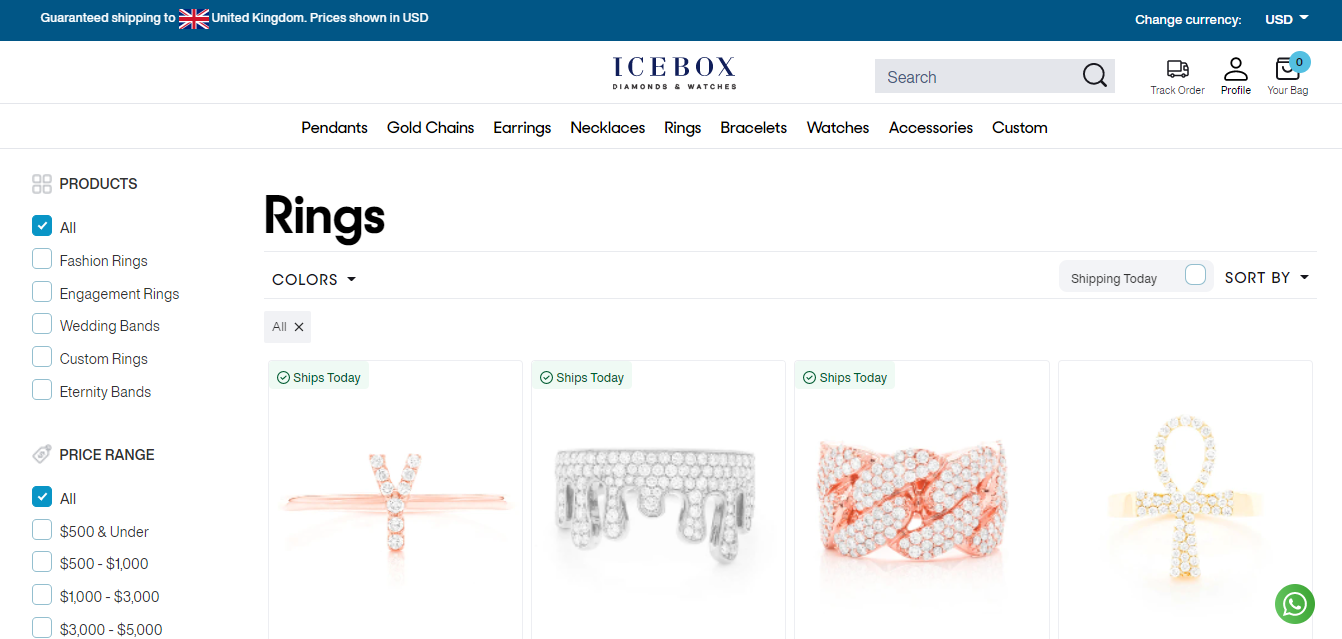 Guaranteed shipping to United Kingdom. Prices shown in USD
Change currency: USD
ICEBOX
DIAMONDS & WATCHES
Search
Track Order
Profile
0
Your Bag
Pendants Gold Chains Earrings Necklaces Rings Bracelets Watches Accessories Custom
PRODUCTS
All
Fashion Rings
Engagement Rings
Wedding Bands
Custom Rings
Eternity Bands
PRICE RANGE
All
$500 & Under
$500 - $1,000
$1,000 - $3,000
$3,000 - $5,000
Rings
COLORS
Shipping Today
SORT BY
All
Ships Today
Ships Today
Ships Today